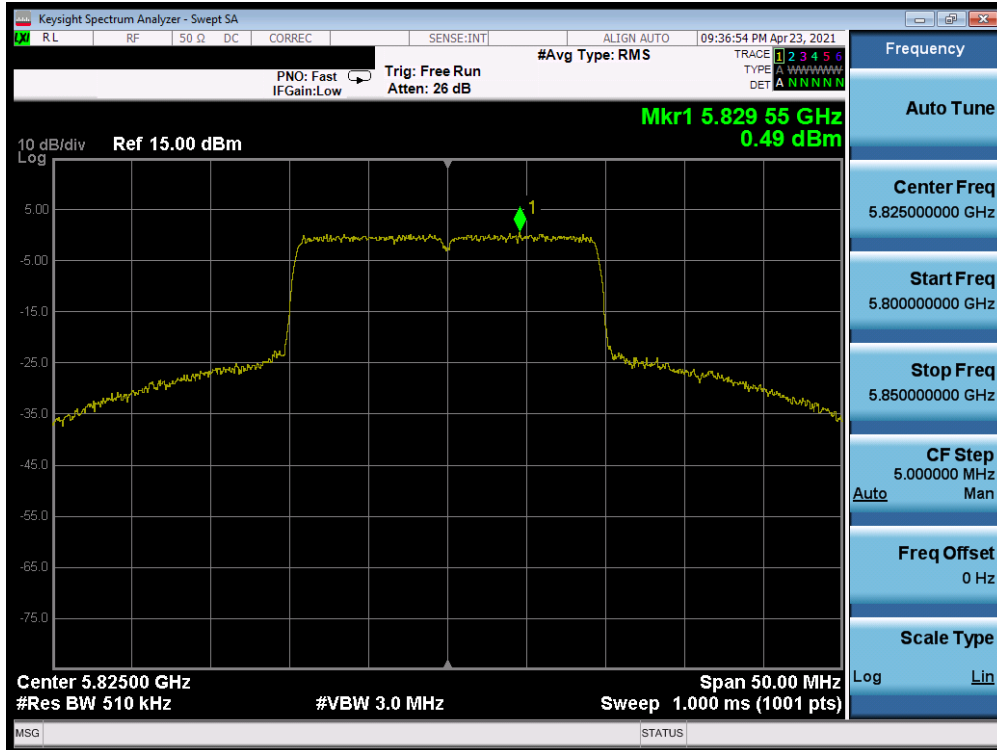 Keysight Spectrum Analyzer - Swept SA
LXI RL RF 50 Ω DC CORREC SENSE:INT ALIGN AUTO 09:36:54 PM Apr 23, 2021
#Avg Type: RMS TRACE 1 2 3 4 5 6
PNO: Fast Trig: Free Run TYPE A WWWWW
IFGain:Low Atten: 26 dB DET A N N N N N
Mkr1 5.829 55 GHz
0.49 dBm
10 dB/div Ref 15.00 dBm
Log
1
5.00
-5.00
-15.0
-25.0
-35.0
-45.0
-55.0
-65.0
-75.0
Center 5.82500 GHz Span 50.00 MHz
#Res BW 510 kHz #VBW 3.0 MHz Sweep 1.000 ms (1001 pts)
MSG STATUS
Frequency
Auto Tune
Center Freq
5.825000000 GHz
Start Freq
5.800000000 GHz
Stop Freq
5.850000000 GHz
CF Step
5.000000 MHz
Auto Man
Freq Offset
0 Hz
Scale Type
Log Lin